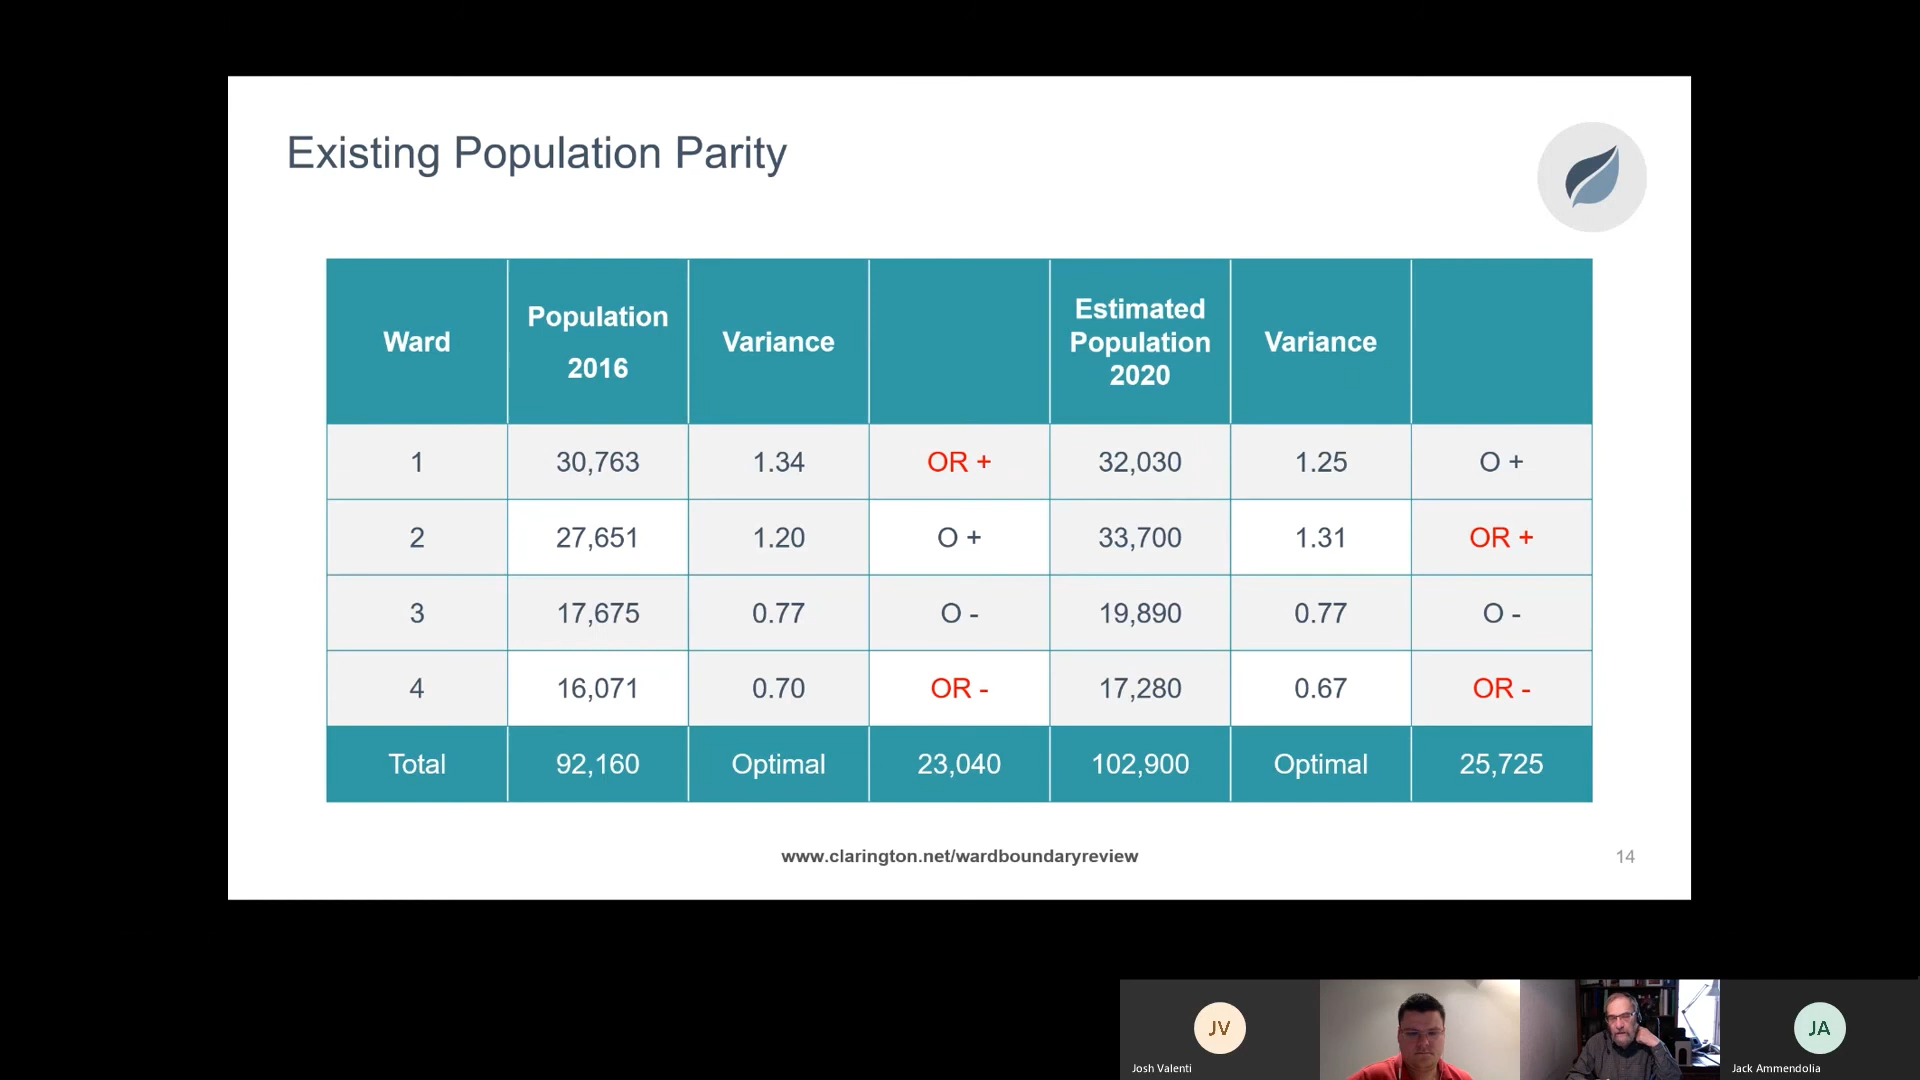 Existing Population Parity
Ward Population 2016 Variance Estimated Population 2020 Variance
1 30,763 1.34 OR + 32,030 1.25 O +
2 27,651 1.20 O + 33,700 1.31 OR +
3 17,675 0.77 O - 19,890 0.77 O -
4 16,071 0.70 OR - 17,280 0.67 OR -
Total 92,160 Optimal 23,040 102,900 Optimal 25,725
www.clarington.net/wardboundaryreview 14
JV JA
Josh Valenti Jack Ammendolia